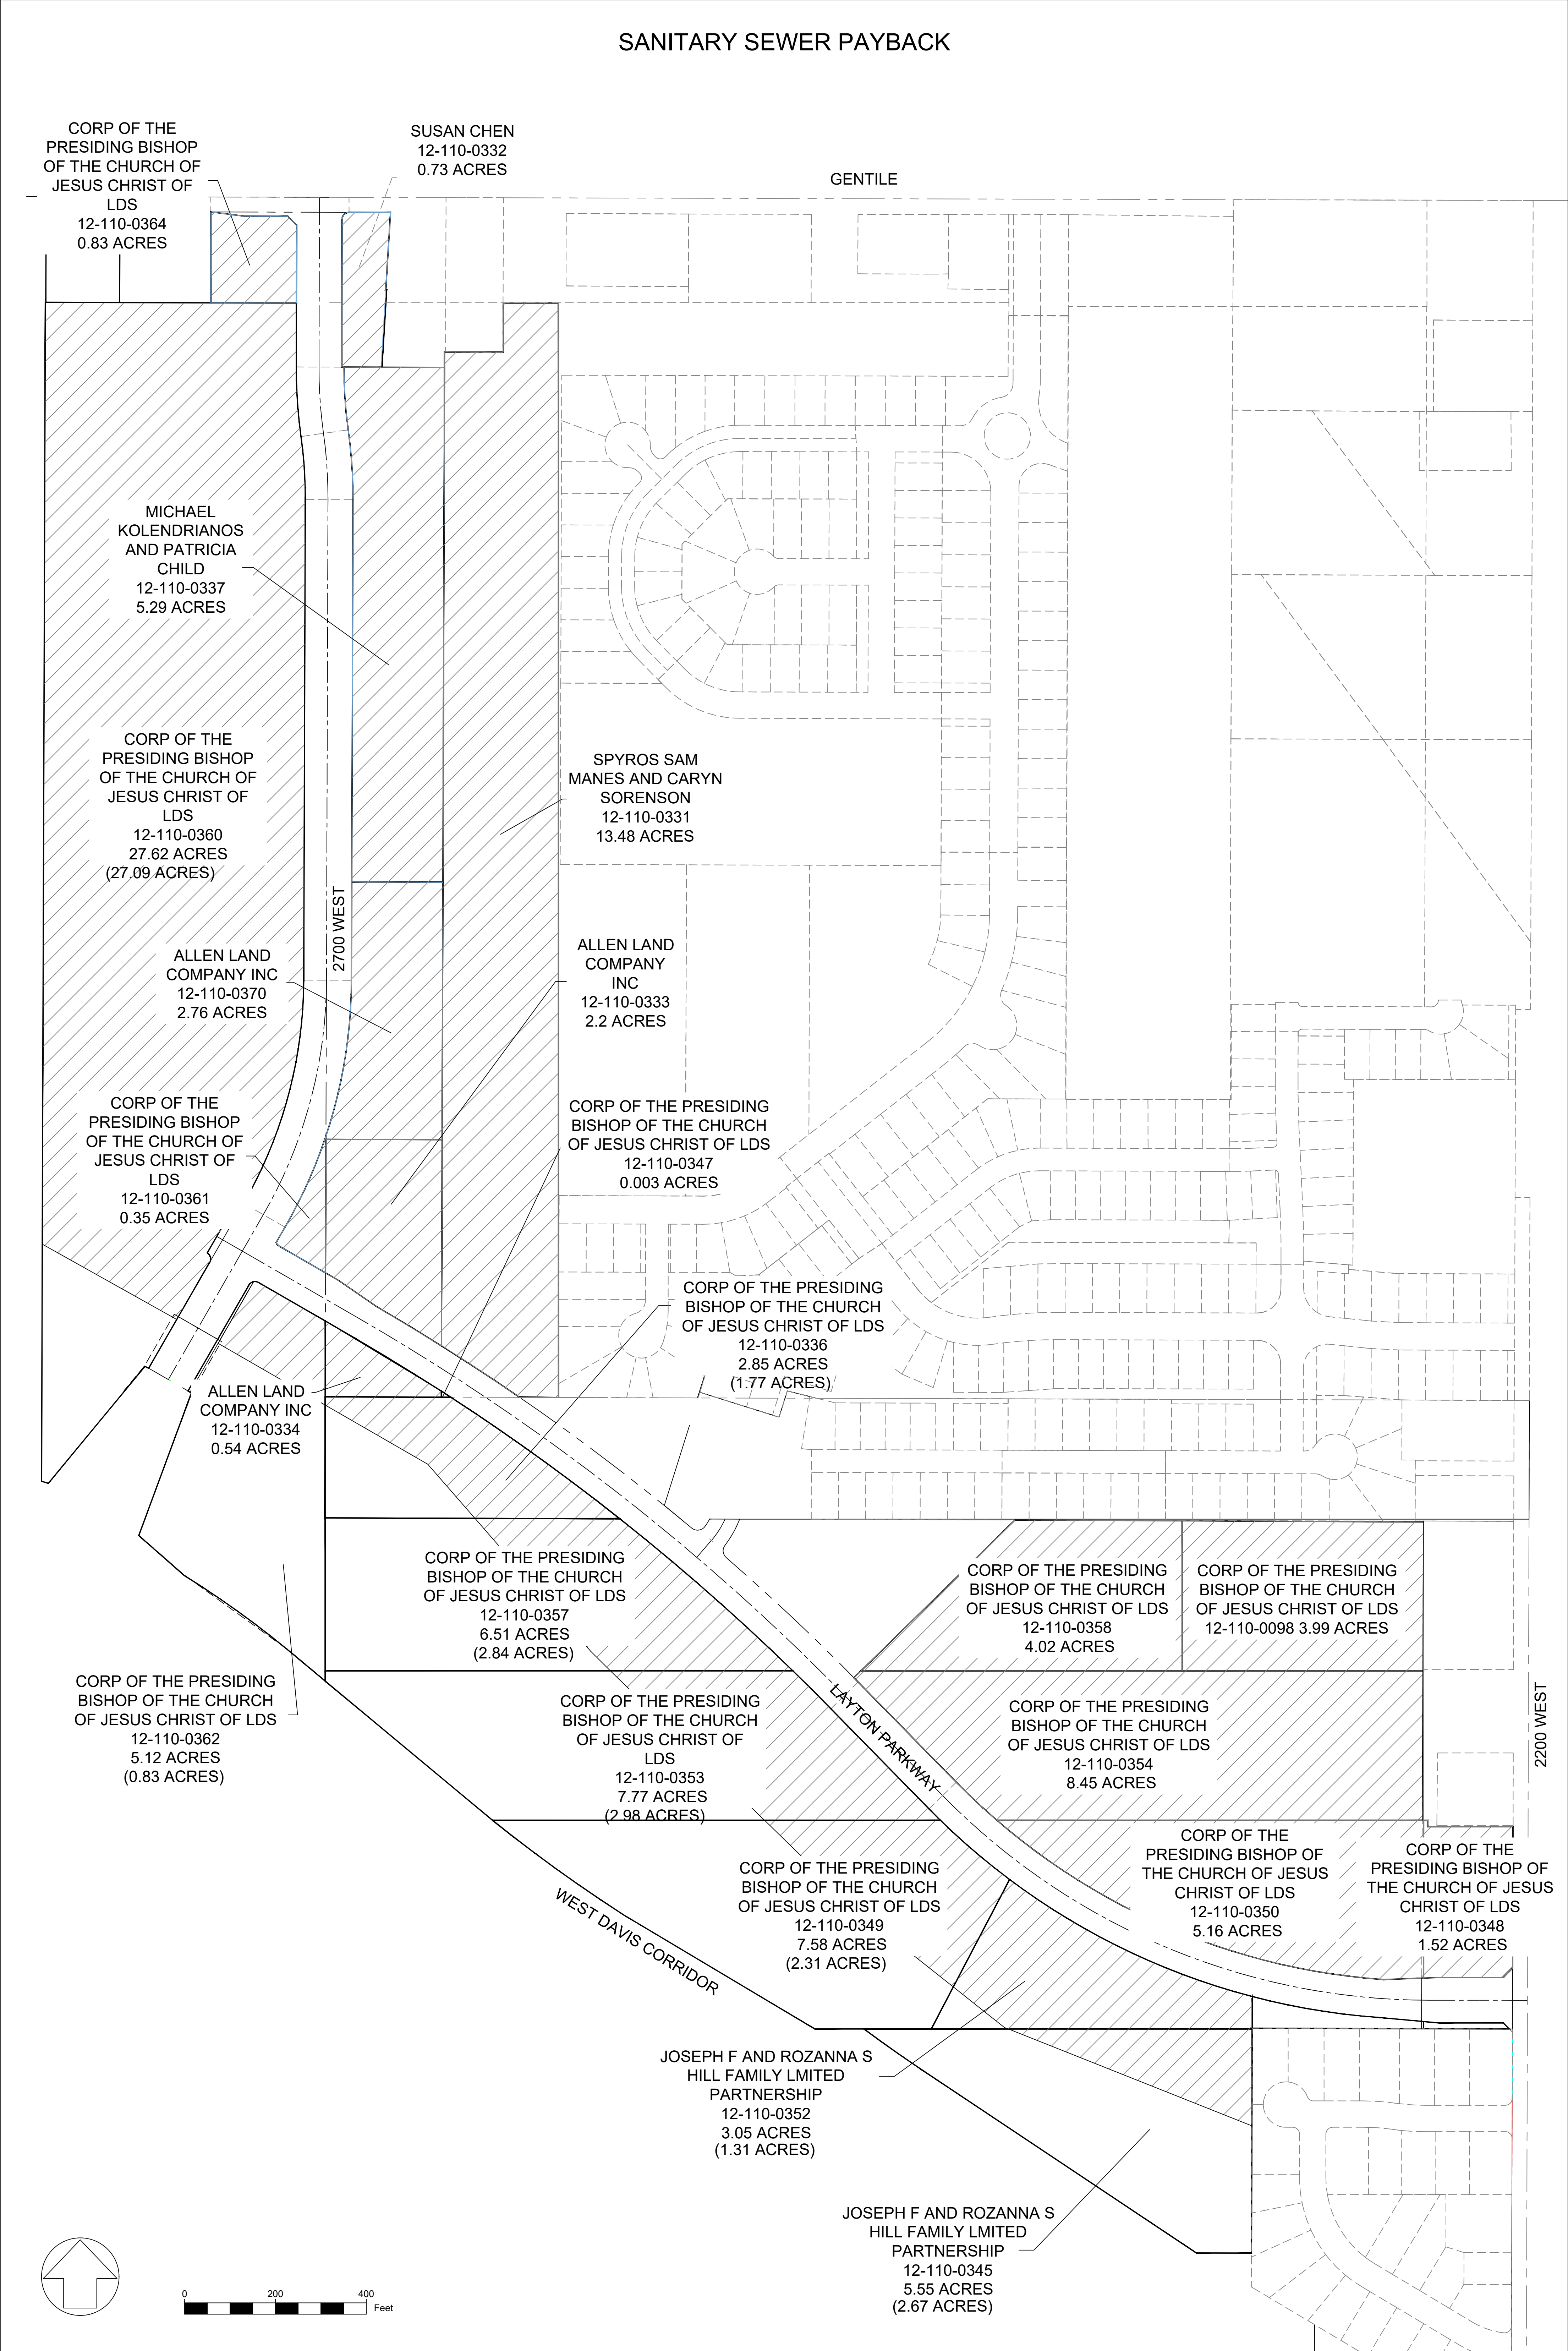 SANITARY SEWER PAYBACK
CORP OF THE
PRESIDING BISHOP
OF THE CHURCH OF
JESUS CHRIST OF
LDS
12-110-0364
0.83 ACRES
SUSAN CHEN
12-110-0332
0.73 ACRES
GENTILE
MICHAEL
KOLENDRIANOS
AND PATRICIA
CHILD
12-110-0337
5.29 ACRES
CORP OF THE
PRESIDING BISHOP
OF THE CHURCH OF
JESUS CHRIST OF
LDS
12-110-0360
27.62 ACRES
(27.09 ACRES)
SPYROS SAM
MANES AND CARYN
SORENSON
12-110-0331
13.48 ACRES
2700 WEST
ALLEN LAND
COMPANY INC
12-110-0370
2.76 ACRES
ALLEN LAND
COMPANY
INC
12-110-0333
2.2 ACRES
CORP OF THE
PRESIDING BISHOP
OF THE CHURCH OF
JESUS CHRIST OF
LDS
12-110-0361
0.35 ACRES
CORP OF THE PRESIDING
BISHOP OF THE CHURCH
OF JESUS CHRIST OF LDS
12-110-0347
0.003 ACRES
CORP OF THE PRESIDING
BISHOP OF THE CHURCH
OF JESUS CHRIST OF LDS
12-110-0336
2.85 ACRES
(1.77 ACRES)
ALLEN LAND
COMPANY INC
12-110-0334
0.54 ACRES
CORP OF THE PRESIDING
BISHOP OF THE CHURCH
OF JESUS CHRIST OF LDS
12-110-0357
6.51 ACRES
(2.84 ACRES)
CORP OF THE PRESIDING
BISHOP OF THE CHURCH
OF JESUS CHRIST OF LDS
12-110-0358
4.02 ACRES
CORP OF THE PRESIDING
BISHOP OF THE CHURCH
OF JESUS CHRIST OF LDS
12-110-0098 3.99 ACRES
CORP OF THE PRESIDING
BISHOP OF THE CHURCH
OF JESUS CHRIST OF LDS
12-110-0362
5.12 ACRES
(0.83 ACRES)
CORP OF THE PRESIDING
BISHOP OF THE CHURCH
OF JESUS CHRIST OF
LDS
12-110-0353
7.77 ACRES
(2.98 ACRES)
LAYTON PARKWAY
CORP OF THE PRESIDING
BISHOP OF THE CHURCH
OF JESUS CHRIST OF LDS
12-110-0354
8.45 ACRES
2200 WEST
CORP OF THE PRESIDING
BISHOP OF THE CHURCH
OF JESUS CHRIST OF LDS
12-110-0349
7.58 ACRES
(2.31 ACRES)
CORP OF THE
PRESIDING BISHOP OF
THE CHURCH OF JESUS
CHRIST OF LDS
12-110-0350
5.16 ACRES
CORP OF THE
PRESIDING BISHOP OF
THE CHURCH OF JESUS
CHRIST OF LDS
12-110-0348
1.52 ACRES
WEST DAVIS CORRIDOR
JOSEPH F AND ROZANNA S
HILL FAMILY LMITED
PARTNERSHIP
12-110-0352
3.05 ACRES
(1.31 ACRES)
JOSEPH F AND ROZANNA S
HILL FAMILY LMITED
PARTNERSHIP
12-110-0345
5.55 ACRES
(2.67 ACRES)
0 200 400
Feet